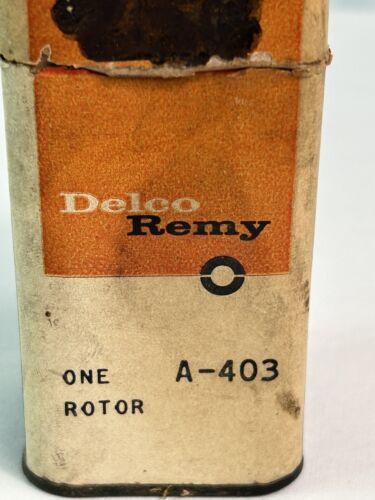 Delco
Remy
ONE A-403
ROTOR